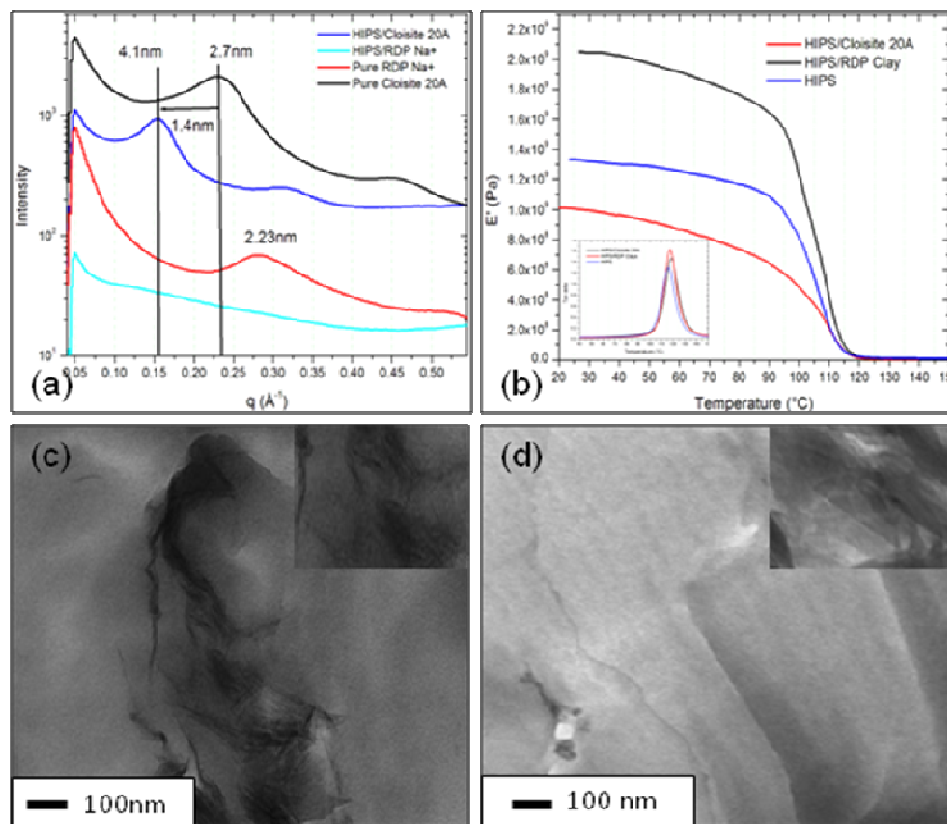 HIPS/Cloisite 20A
HIPS/RDP Na+
Pure RDP Na+
Pure Cloisite 20A
4.1nm
2.7nm
1.4nm
2.23nm
10³
10²
10¹
Intensity
0.05 0.10 0.15 0.20 0.25 0.30 0.35 0.40 0.45 0.50
q (Å⁻¹)
(a)
HIPS/Cloisite 20A
HIPS/RDP Clay
HIPS
2.2x10⁹
2.0x10⁹
1.8x10⁹
1.6x10⁹
1.4x10⁹
1.2x10⁹
1.0x10⁹
8.0x10⁸
6.0x10⁸
4.0x10⁸
2.0x10⁸
0.0
E' (Pa)
20 30 40 50 60 70 80 90 100 110 120 130 140 150
Temperature (°C)
(b)
(c)
100nm
(d)
100 nm